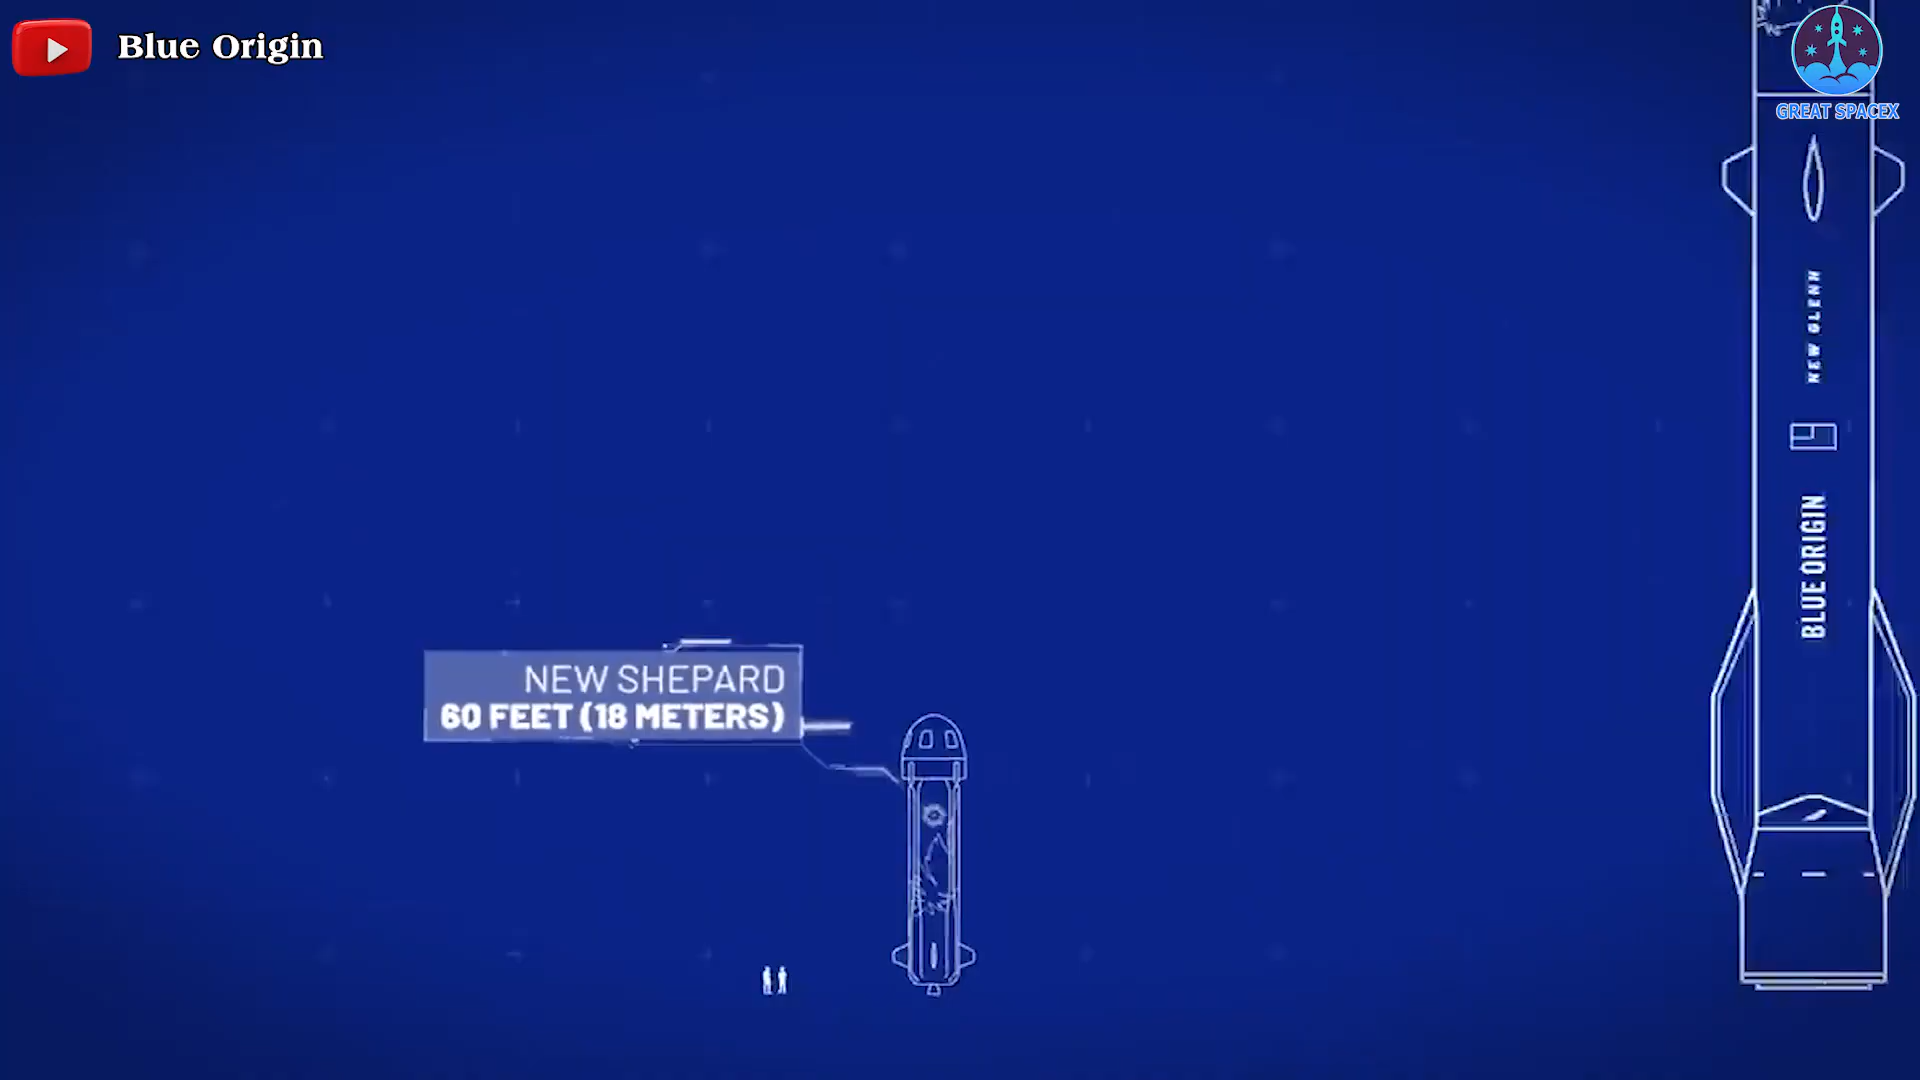 Blue Origin
GREAT SPACEX
NEW GLENN
BLUE ORIGIN
NEW SHEPARD
60 FEET (18 METERS)